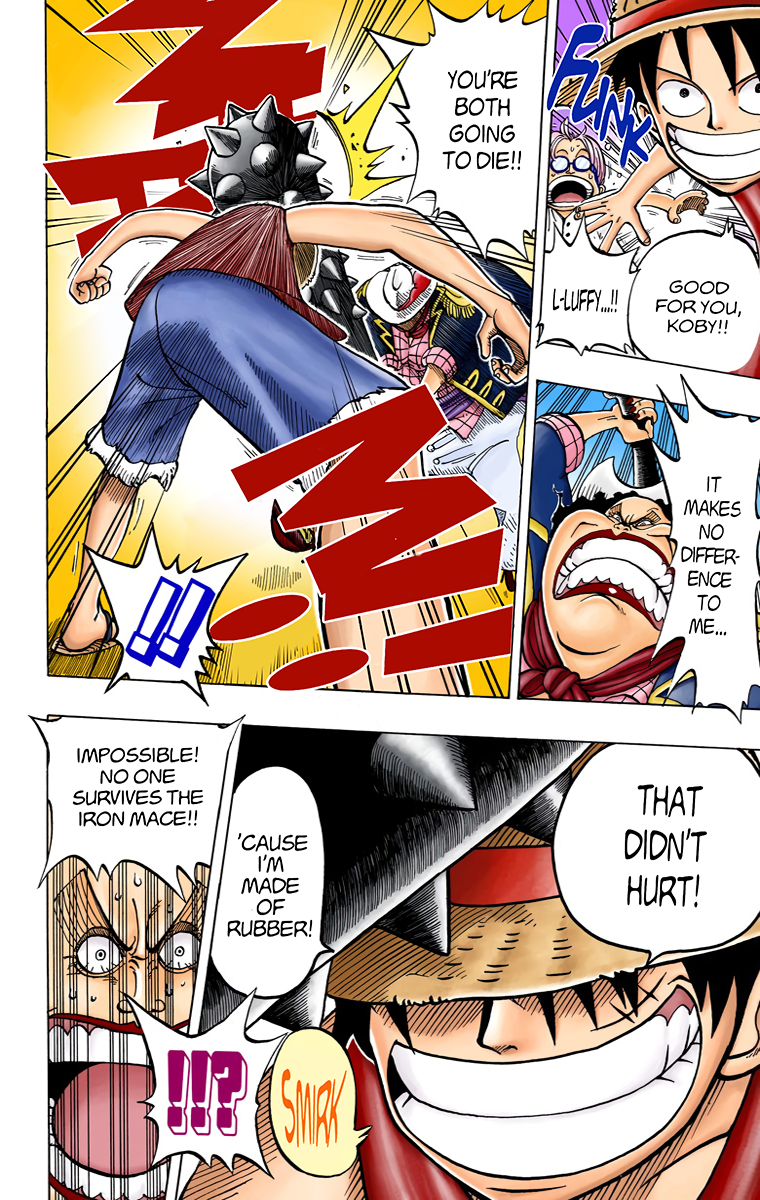 FUNK
GOOD
FOR YOU,
KOBY!!
L-LUFFY...!!
IT
MAKES
NO
DIFFER-
ENCE
TO
ME...
YOU'RE
BOTH
GOING
TO DIE!!
!!
THAT
DIDN'T
HURT!
'CAUSE
I'M
MADE
OF
RUBBER!
SMIRK
IMPOSSIBLE!
NO ONE
SURVIVES THE
IRON MACE!!
!!?